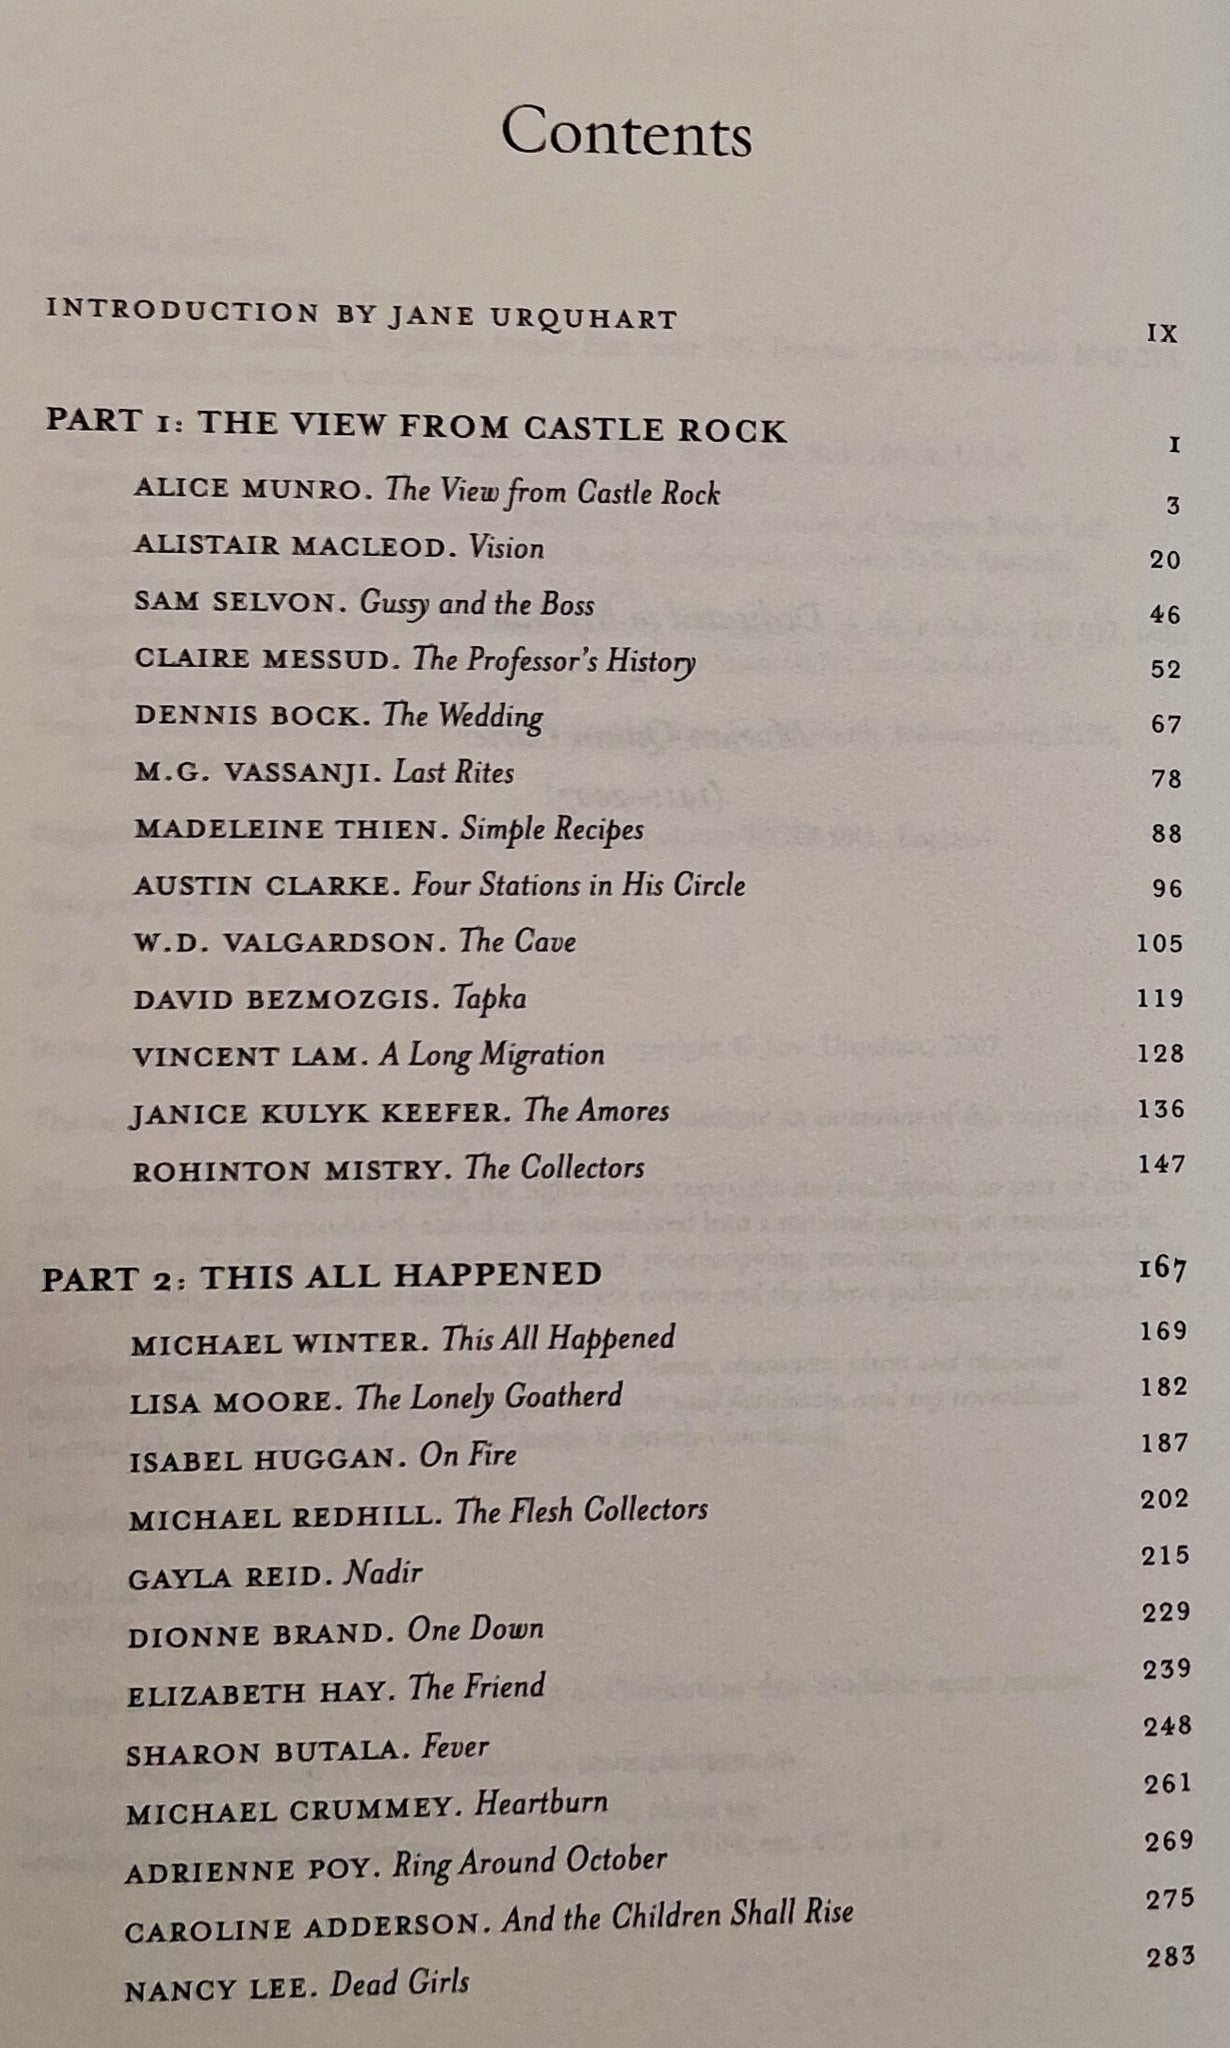 Contents
INTRODUCTION BY JANE URQUHART IX
PART 1: THE VIEW FROM CASTLE ROCK 1
ALICE MUNRO. The View from Castle Rock 3
ALISTAIR MACLEOD. Vision 20
SAM SELVON. Gussy and the Boss 46
CLAIRE MESSUD. The Professor's History 52
DENNIS BOCK. The Wedding 67
M.G. VASSANJI. Last Rites 78
MADELEINE THIEN. Simple Recipes 88
AUSTIN CLARKE. Four Stations in His Circle 96
W.D. VALGARDSON. The Cave 105
DAVID BEZMOZGIS. Tapka 119
VINCENT LAM. A Long Migration 128
JANICE KULYK KEEFER. The Amores 136
ROHINTON MISTRY. The Collectors 147
PART 2: THIS ALL HAPPENED 167
MICHAEL WINTER. This All Happened 169
LISA MOORE. The Lonely Goatherd 182
ISABEL HUGGAN. On Fire 187
MICHAEL REDHILL. The Flesh Collectors 202
GAYLA REID. Nadir 215
DIONNE BRAND. One Down 229
ELIZABETH HAY. The Friend 239
SHARON BUTALA. Fever 248
MICHAEL CRUMMEY. Heartburn 261
ADRIENNE POY. Ring Around October 269
CAROLINE ADDERSON. And the Children Shall Rise 275
NANCY LEE. Dead Girls 283